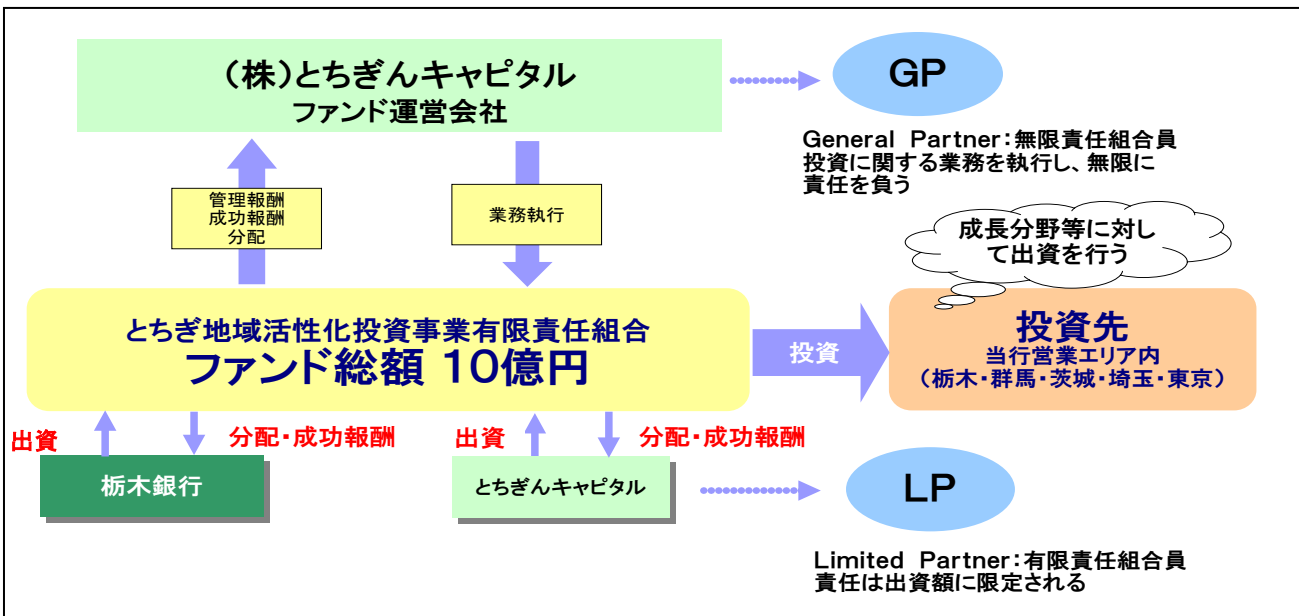 (株)とちぎんキャピタル
ファンド運営会社
GP
General Partner：無限責任組合員
投資に関する業務を執行し、無限に
責任を負う
管理報酬
成功報酬
分配
業務執行
成長分野等に対し
て出資を行う
とちぎ地域活性化投資事業有限責任組合
ファンド総額 10億円
投資
投資先
当行営業エリア内
（栃木・群馬・茨城・埼玉・東京）
出資
分配・成功報酬
出資
分配・成功報酬
栃木銀行
とちぎんキャピタル
LP
Limited Partner：有限責任組合員
責任は出資額に限定される